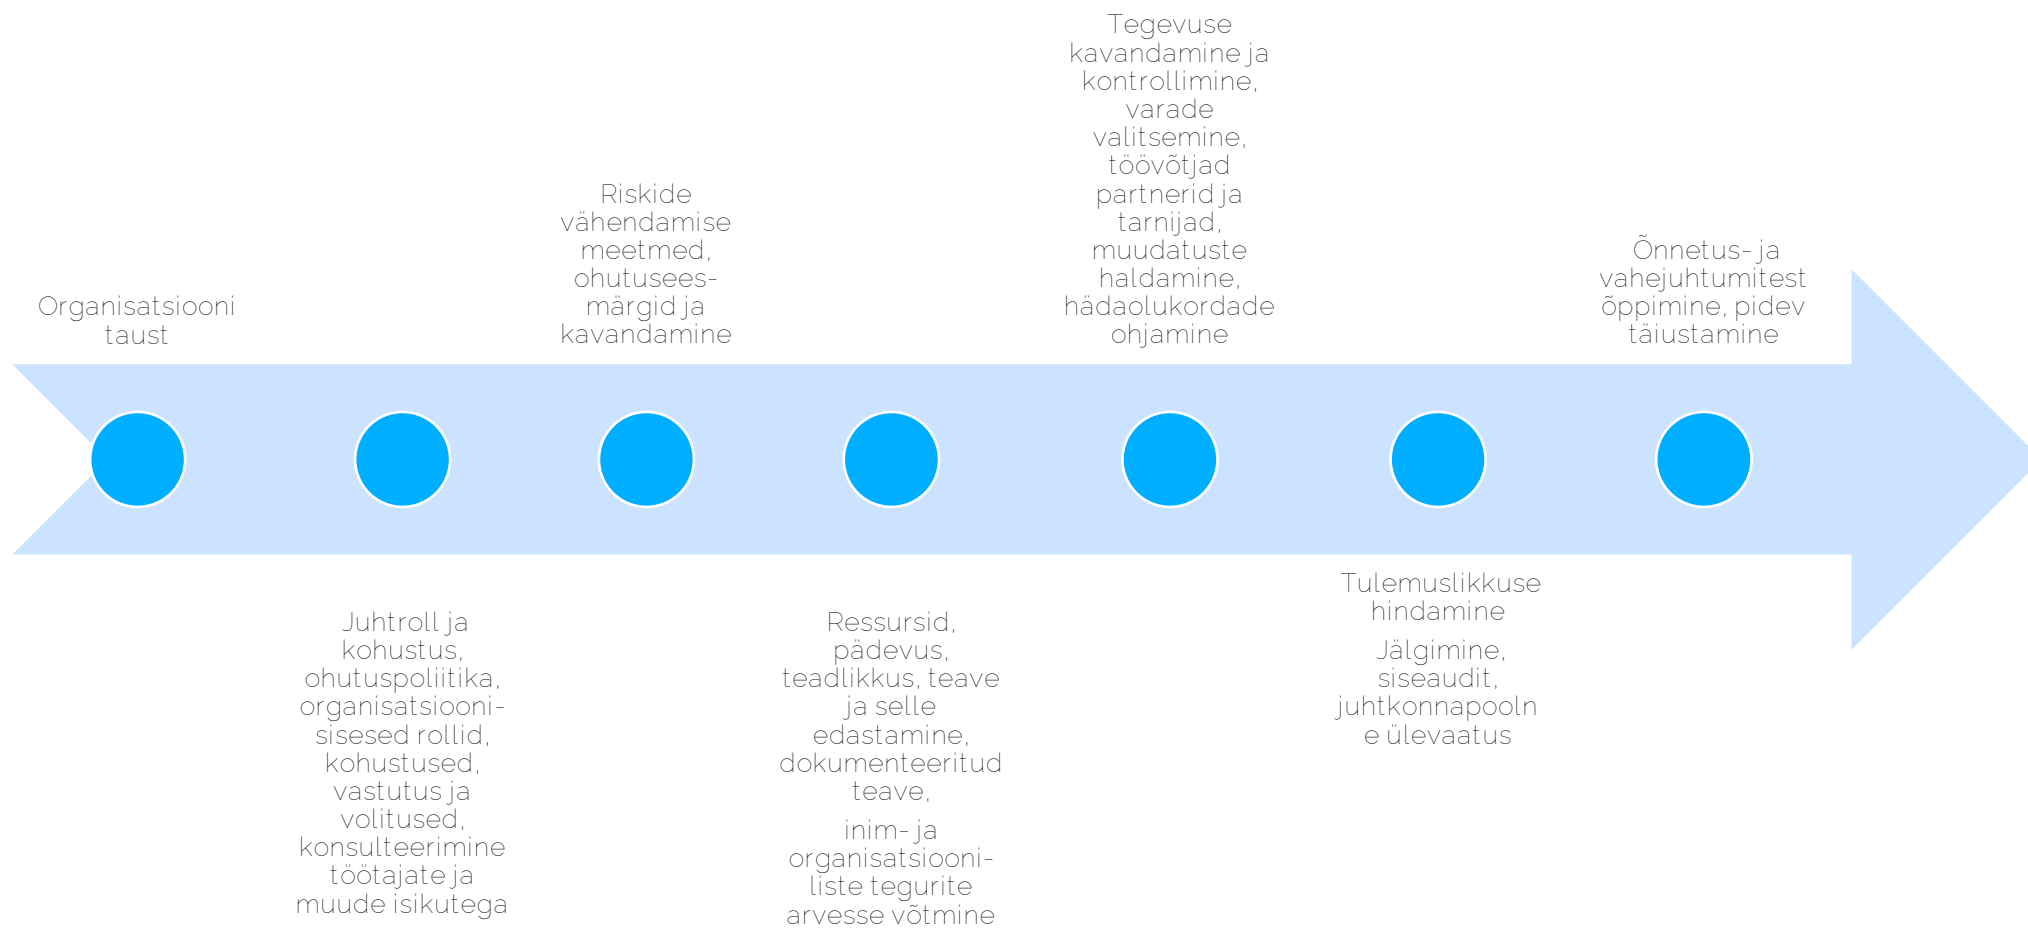 Organisatsiooni
taust
Juhtroll ja
kohustus,
ohutuspoliitika,
organisatsiooni-
sisesed rollid,
kohustused,
vastutus ja
volitused,
konsulteerimine
töötajate ja
muude isikutega
Riskide
vähendamise
meetmed,
ohutusees-
märgid ja
kavandamine
Ressursid,
pädevus,
teadlikkus, teave
ja selle
edastamine,
dokumenteeritud
teave,
inim- ja
organisatsiooni-
liste tegurite
arvesse võtmine
Tegevuse
kavandamine ja
kontrollimine,
varade
valitsemine,
töövõtjad
partnerid ja
tarnijad,
muudatuste
haldamine,
hädaolukordade
ohjamine
Tulemuslikkuse
hindamine
Jälgimine,
siseaudit,
juhtkonnapooln
e ülevaatus
Õnnetus- ja
vahejuhtumitest
õppimine, pidev
täiustamine